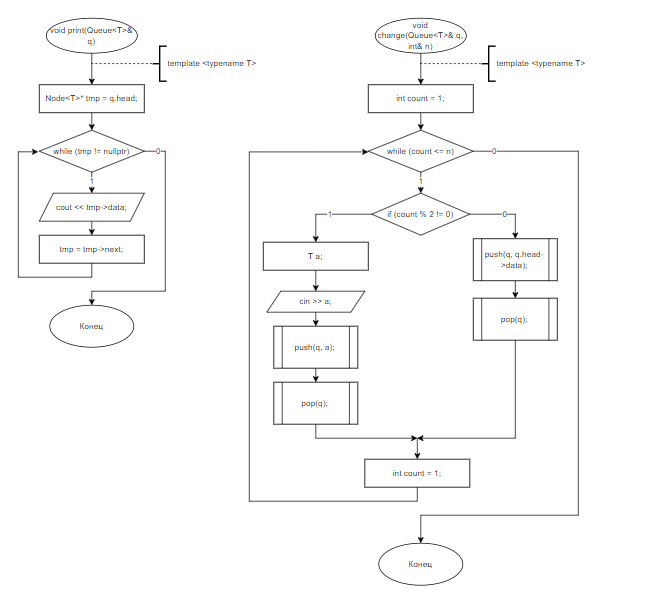 void print(Queue<T>&
q)
template <typename T>
Node<T>* tmp = q.head;
while (tmp != nullptr)
0
1
cout << tmp->data;
tmp = tmp->next;
Конец
void
change(Queue<T>& q,
int& n)
template <typename T>
int count = 1;
while (count <= n)
0
1
if (count % 2 != 0)
1
0
T a;
cin >> a;
push(q, a);
pop(q);
push(q, q.head-
>data);
pop(q);
int count = 1;
Конец